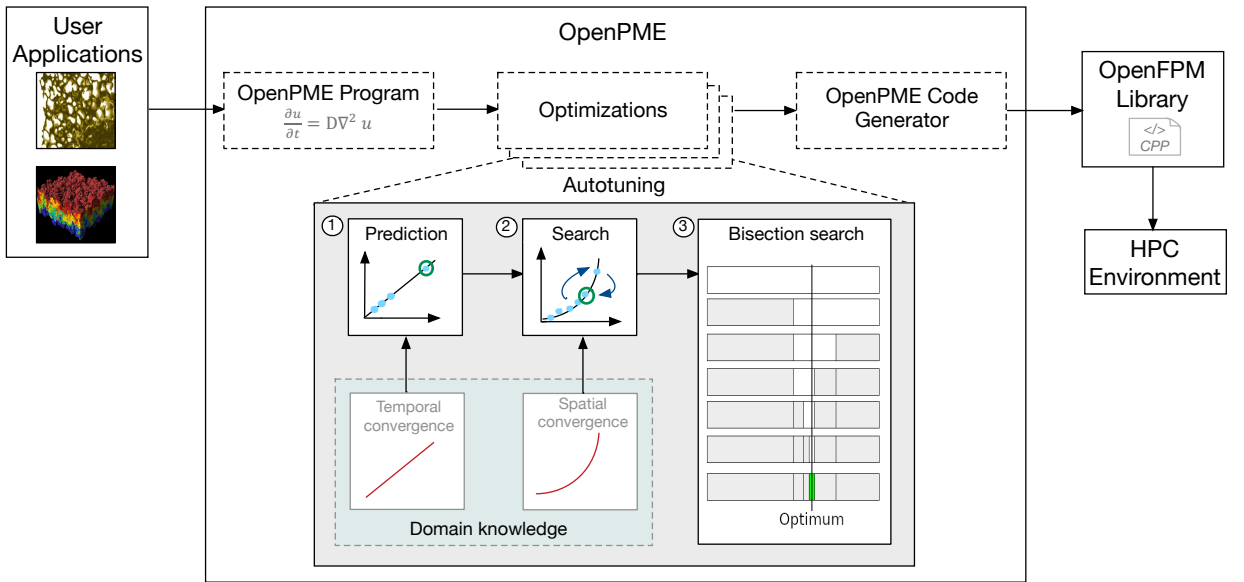 User
Applications
OpenPME
OpenPME Program
∂u/∂t = D∇² u
Optimizations
OpenPME Code
Generator
OpenFPM
Library
</>
CPP
HPC
Environment
Autotuning
1
Prediction
2
Search
3
Bisection search
Temporal
convergence
Spatial
convergence
Domain knowledge
Optimum